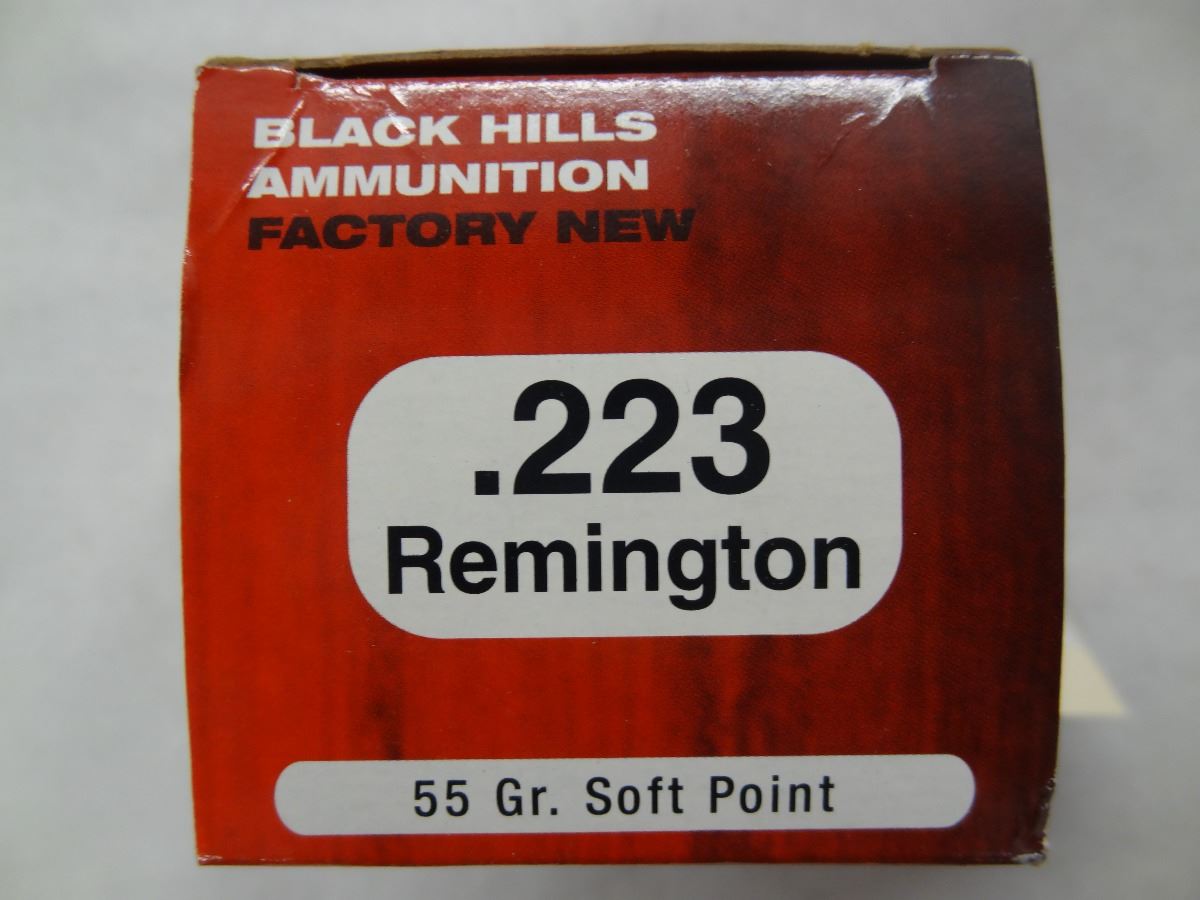 BLACK HILLS
AMMUNITION
FACTORY NEW
.223
Remington
55 Gr. Soft Point